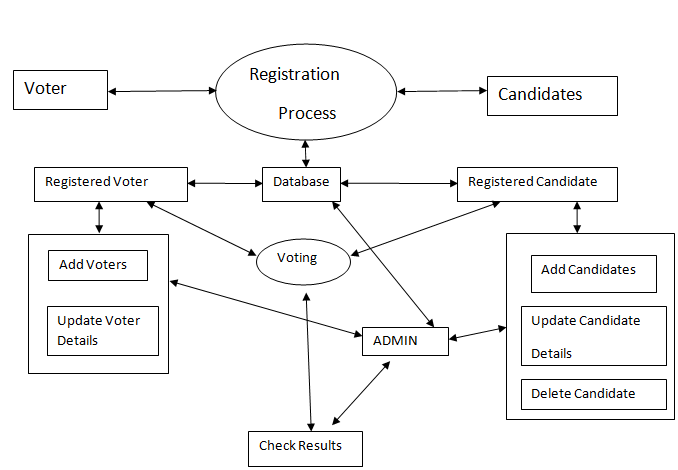 Voter
Registration
Process
Candidates
Registered Voter
Database
Registered Candidate
Add Voters
Update Voter
Details
Voting
Add Candidates
Update Candidate
Details
Delete Candidate
ADMIN
Check Results